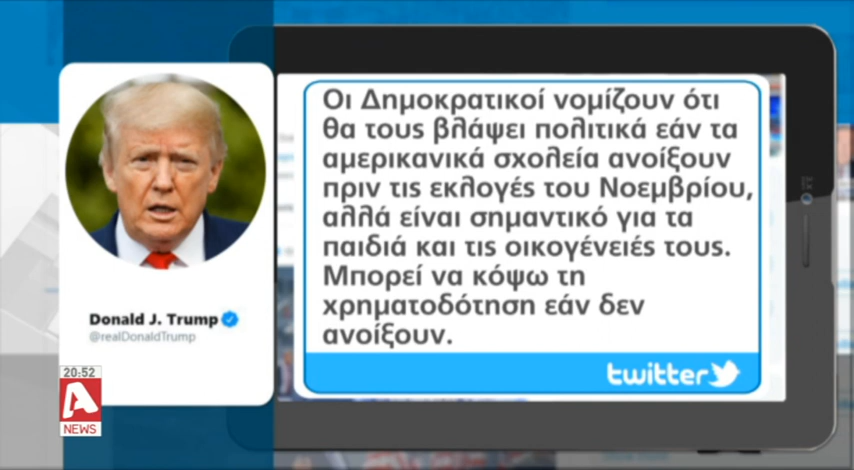 Οι Δημοκρατικοί νομίζουν ότι
θα τους βλάψει πολιτικά εάν τα
αμερικανικά σχολεία ανοίξουν
πριν τις εκλογές του Νοεμβρίου,
αλλά είναι σημαντικό για τα
παιδιά και τις οικογένειές τους.
Μπορεί να κόψω τη
χρηματοδότηση εάν δεν
ανοίξουν.
twitter
Donald J. Trump
@realDonaldTrump
20:52
A
NEWS